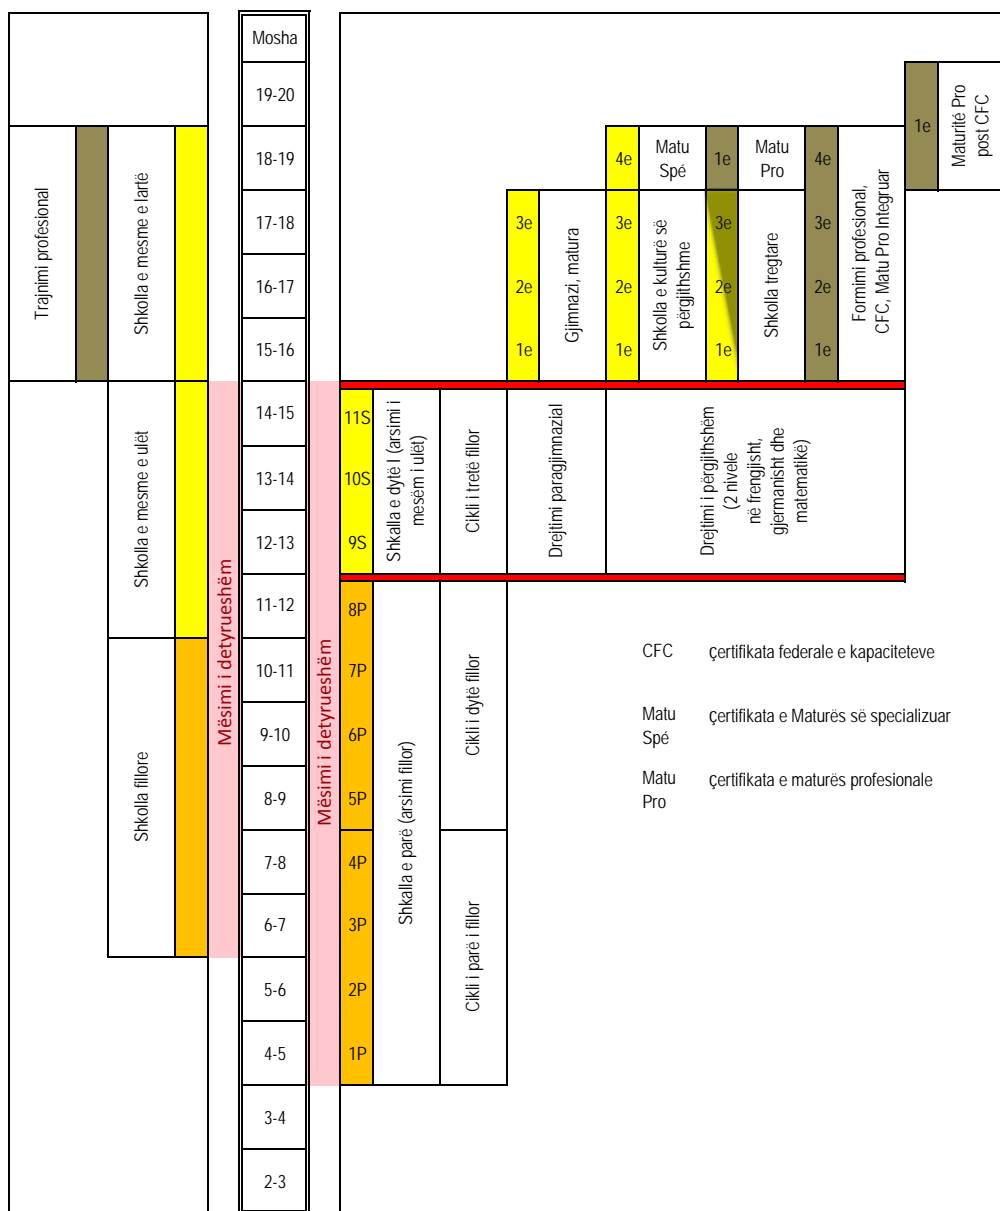 Mosha
19-20
18-19
17-18
16-17
15-16
14-15
13-14
12-13
11-12
10-11
9-10
8-9
7-8
6-7
5-6
4-5
3-4
2-3
Trajnimi profesional
Shkolla e mesme e lartë
Shkolla e mesme e ulët
Shkolla fillore
Mësimi i detyrueshëm
Mësimi i detyrueshëm
1e
Maturité Pro
post CFC
4e
Matu
Spé
1e
Matu
Pro
4e
3e
2e
1e
Gjimnazi, matura
3e
2e
1e
Shkolla e kulturë së
përgjithshme
3e
2e
1e
Shkolla tregtare
3e
2e
1e
Formimi profesional,
CFC, Matu Pro Integruar
11S
10S
9S
Shkalla e dytë I (arsimi i
mesëm i ulët)
Cikli i tretë fillor
Drejtimi paragjimnazial
Drejtimi i përgjithshëm
(2 nivele
në frengjisht,
gjermanisht dhe
matematikë)
8P
7P
6P
5P
4P
3P
2P
1P
Shkalla e parë (arsimi fillor)
Cikli i dytë fillor
Cikli i parë i fillor
CFC çertifikata federale e kapaciteteve
Matu çertifikata e Maturës së specializuar
Spé
Matu çertifikata e maturës profesionale
Pro